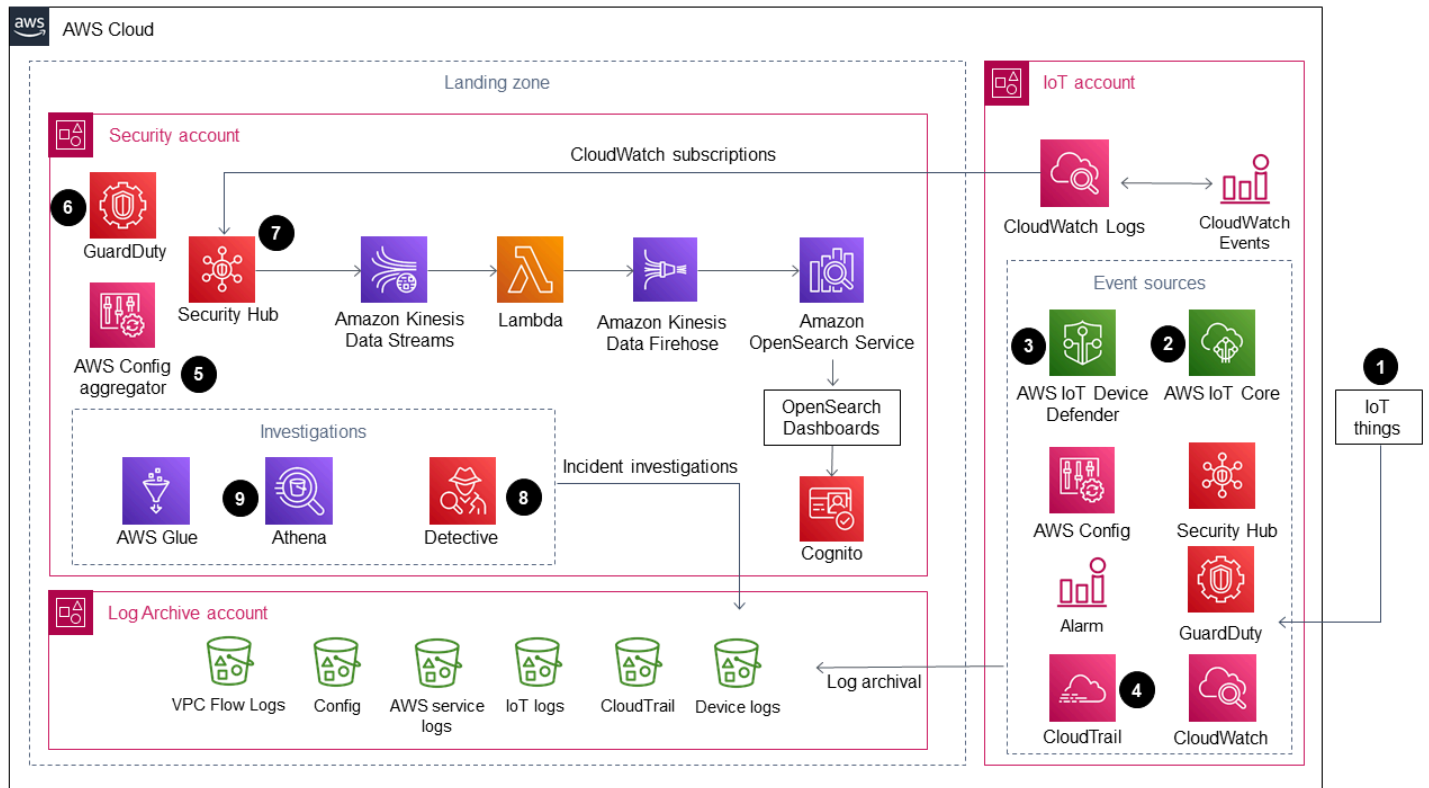 aws
AWS Cloud
Landing zone
IoT account
Security account
CloudWatch subscriptions
CloudWatch Logs
CloudWatch
Events
6
GuardDuty
7
Security Hub
Amazon Kinesis
Data Streams
Lambda
Amazon Kinesis
Data Firehose
Amazon
OpenSearch Service
AWS Config
aggregator
5
OpenSearch
Dashboards
Cognito
Investigations
AWS Glue
9
Athena
Detective
8
Incident investigations
Event sources
3
AWS IoT Device
Defender
2
AWS IoT Core
1
IoT
things
AWS Config
Security Hub
Alarm
GuardDuty
CloudTrail
4
CloudWatch
Log Archive account
VPC Flow Logs
Config
AWS service
logs
IoT logs
CloudTrail
Device logs
Log archival